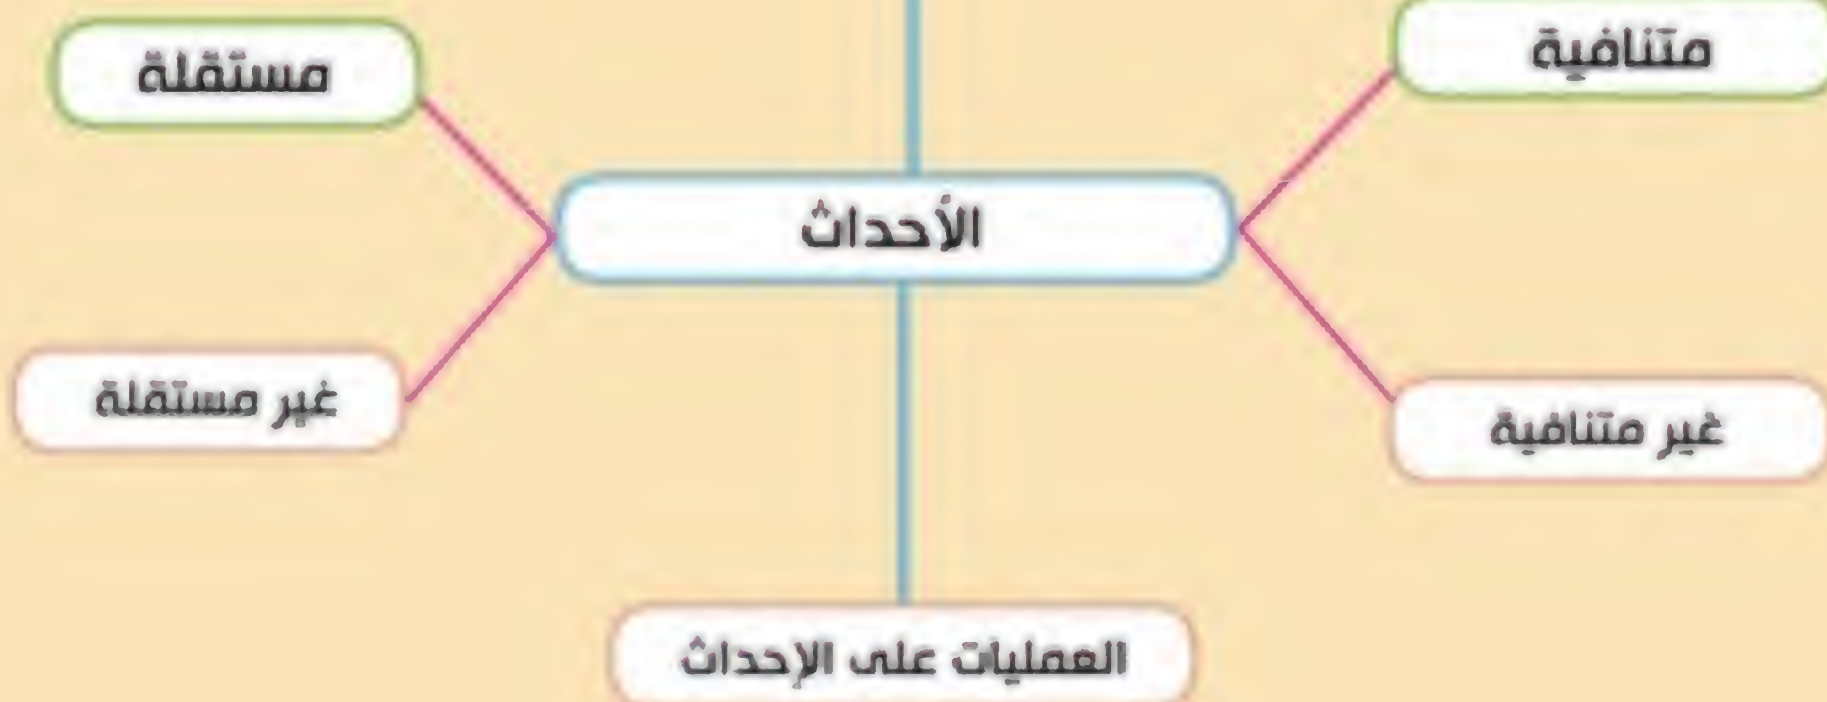 متنافية
مستقلة
الأحداث
غير مستقلة
غير متنافية
العمليات على الإحداث